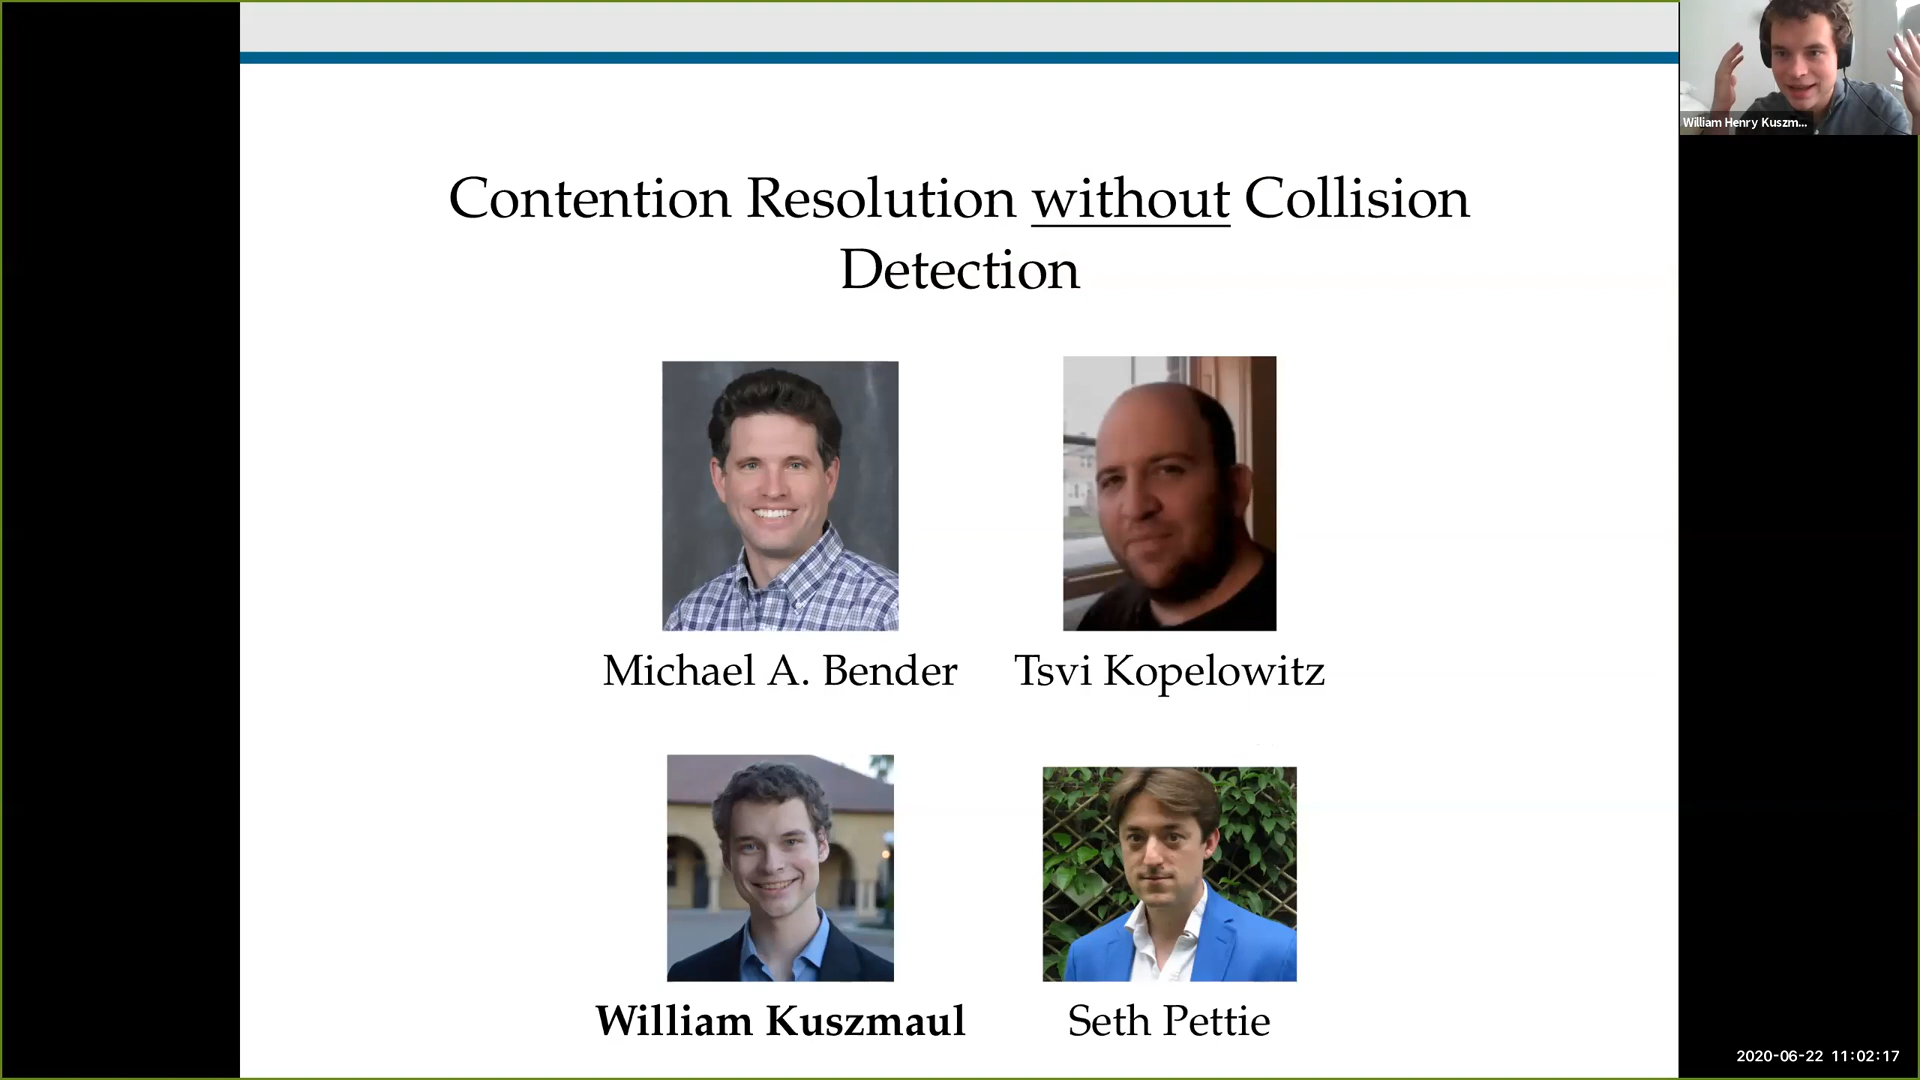 William Henry Kuszm...
Contention Resolution without Collision
Detection
Michael A. Bender
Tsvi Kopelowitz
William Kuszmaul
Seth Pettie
2020-06-22 11:02:17